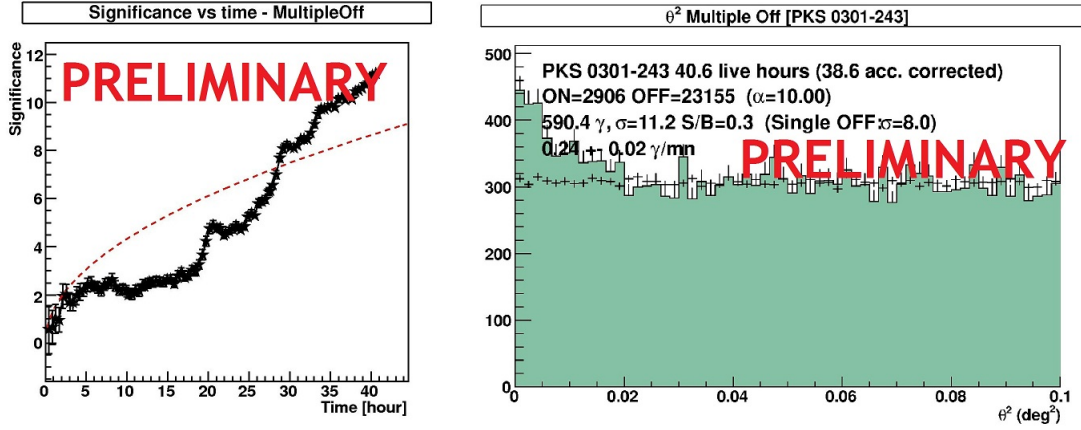 Significance vs time - MultipleOff
PRELIMINARY
Significance
12
10
8
6
4
2
0
0 5 10 15 20 25 30 35 40
Time [hour]
θ² Multiple Off [PKS 0301-243]
PKS 0301-243 40.6 live hours (38.6 acc. corrected)
ON=2906 OFF=23155 (α=10.00)
590.4 γ, σ=11.2 S/B=0.3 (Single OFF:σ=8.0)
0.24 +- 0.02 γ/mn
PRELIMINARY
500
400
300
200
100
0
0 0.02 0.04 0.06 0.08 0.1
θ² (deg²)